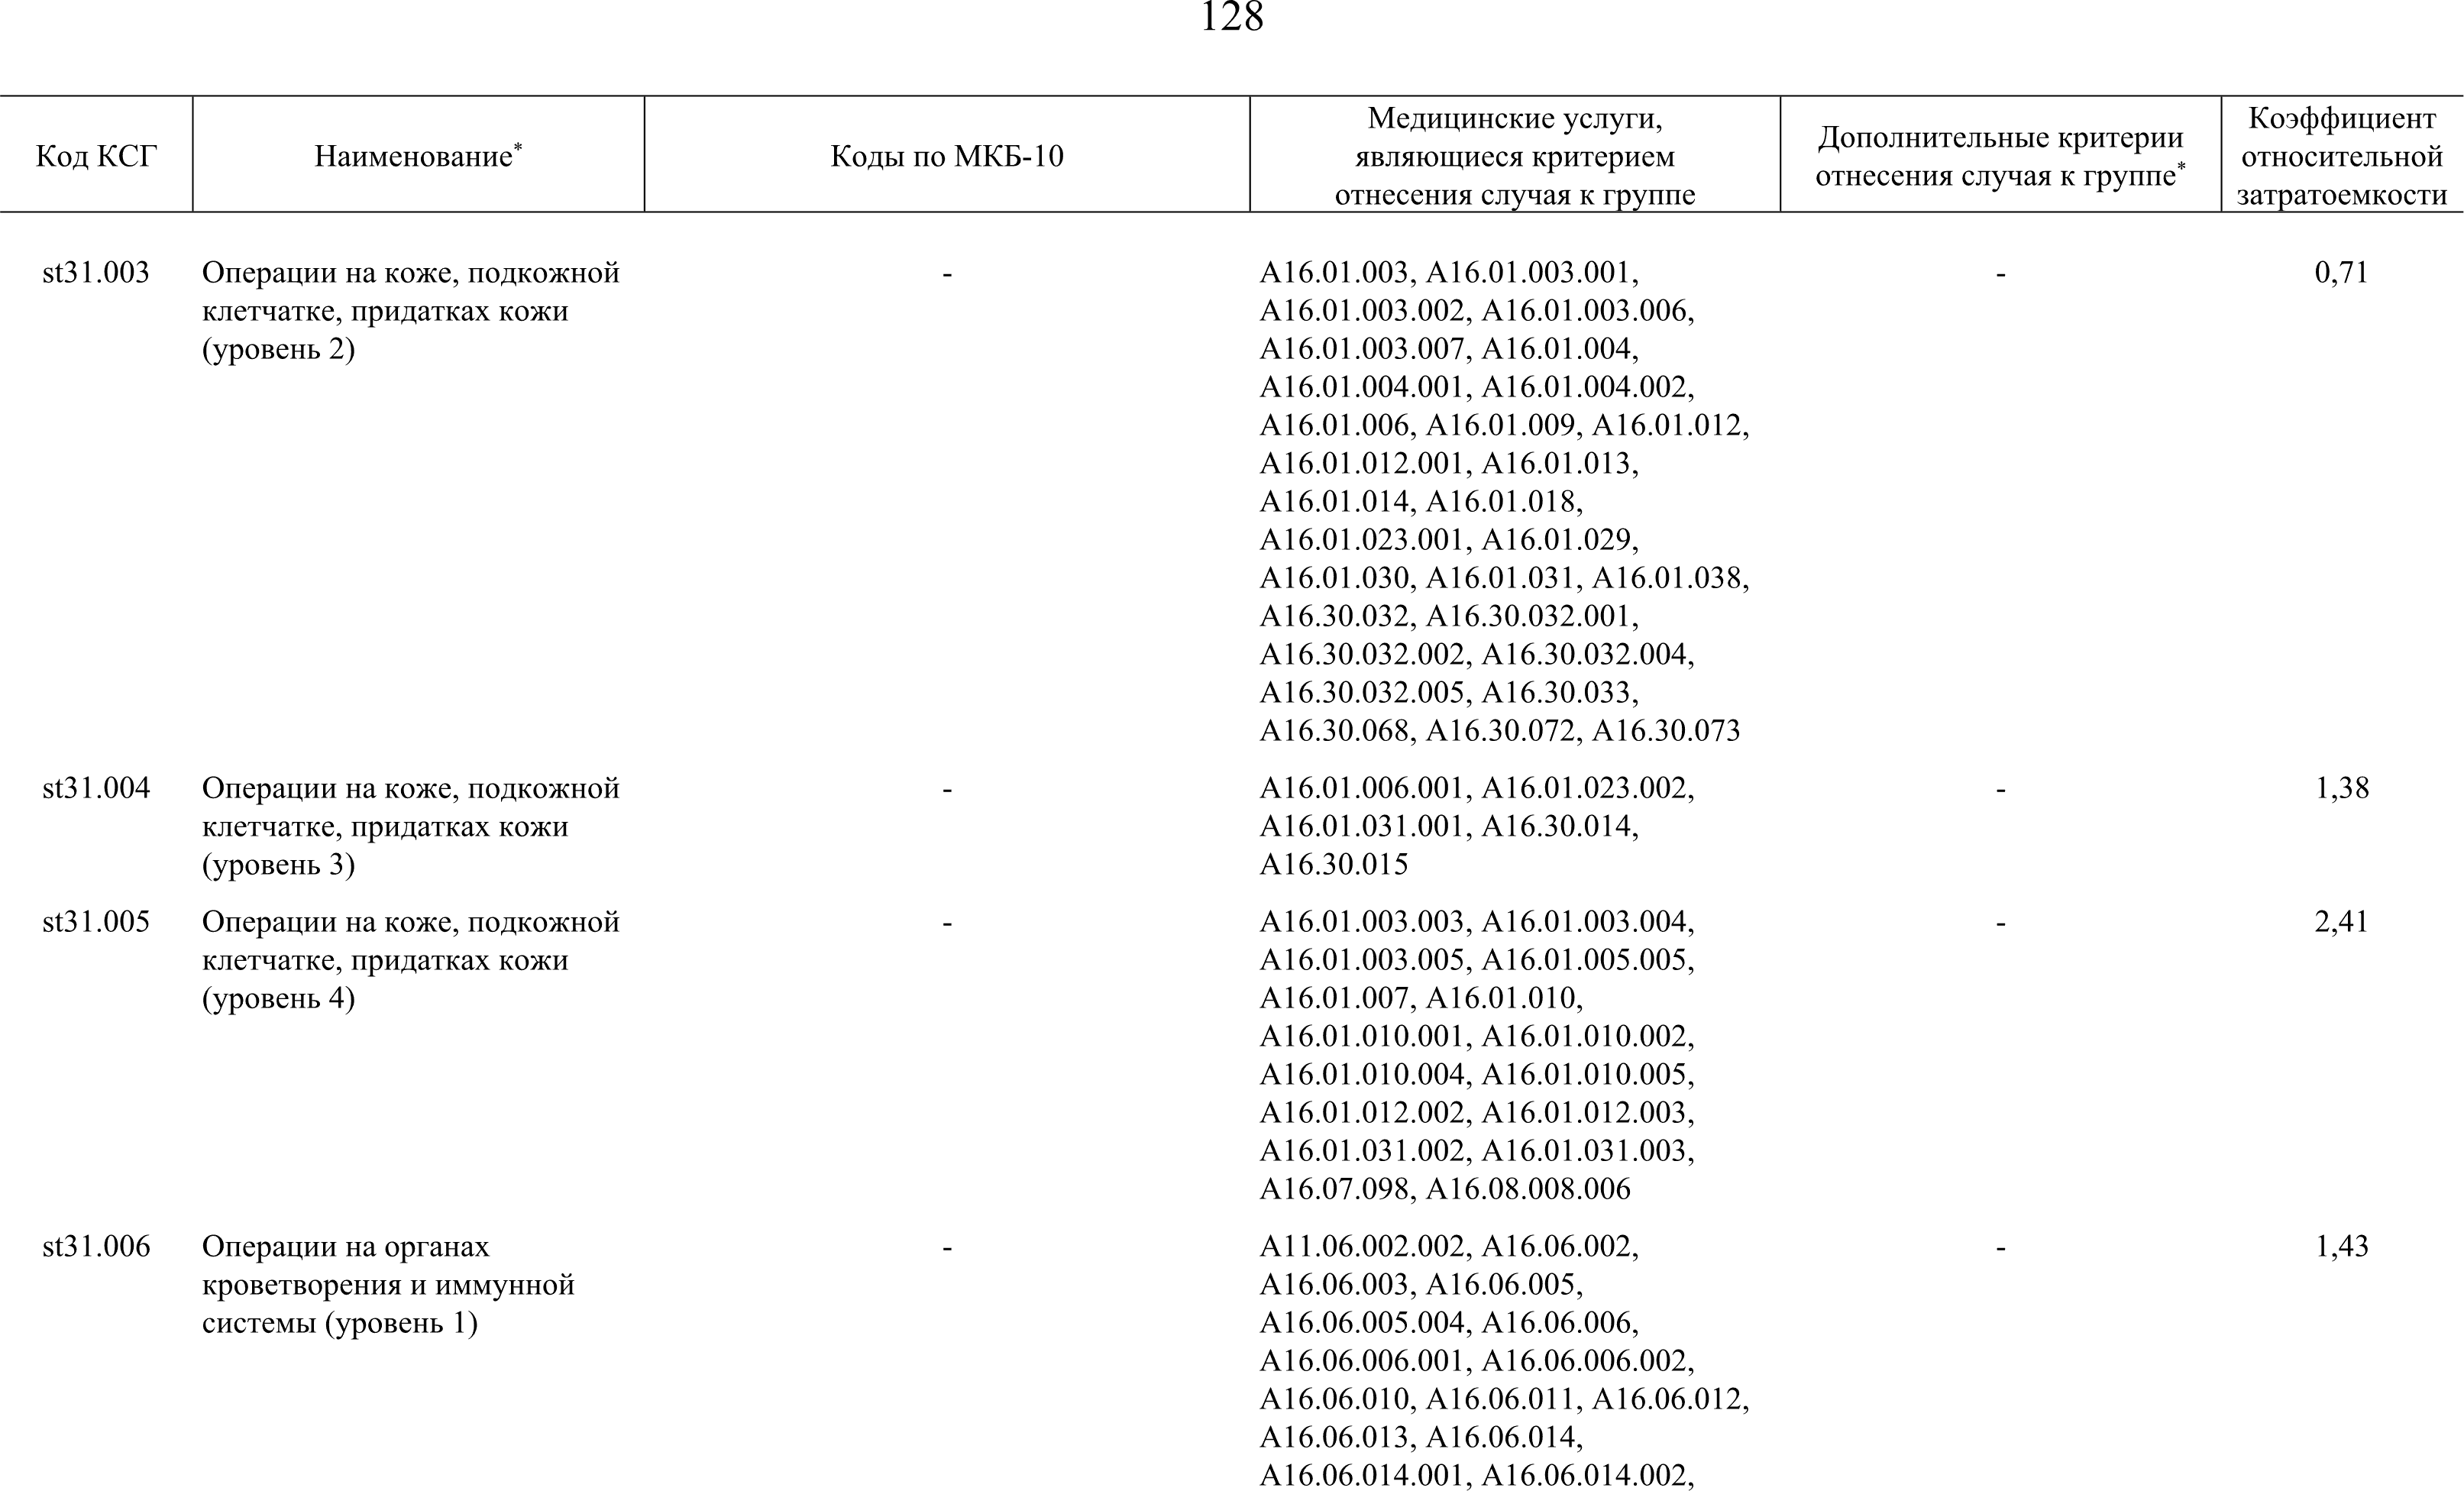 128
Код КСГ
Наименование*
Коды по МКБ-10
Медицинские услуги,
являющиеся критерием
отнесения случая к группе
Дополнительные критерии
отнесения случая к группе*
Коэффициент
относительной
затратоемкости
st31.003 Операции на коже, подкожной - A16.01.003, A16.01.003.001, - 0,71
клетчатке, придатках кожи A16.01.003.002, A16.01.003.006,
(уровень 2) A16.01.003.007, A16.01.004,
A16.01.004.001, A16.01.004.002,
A16.01.006, A16.01.009, A16.01.012,
A16.01.012.001, A16.01.013,
A16.01.014, A16.01.018,
A16.01.023.001, A16.01.029,
A16.01.030, A16.01.031, A16.01.038,
A16.30.032, A16.30.032.001,
A16.30.032.002, A16.30.032.004,
A16.30.032.005, A16.30.033,
A16.30.068, A16.30.072, A16.30.073
st31.004 Операции на коже, подкожной - A16.01.006.001, A16.01.023.002, - 1,38
клетчатке, придатках кожи A16.01.031.001, A16.30.014,
(уровень 3) A16.30.015
st31.005 Операции на коже, подкожной - A16.01.003.003, A16.01.003.004, - 2,41
клетчатке, придатках кожи A16.01.003.005, A16.01.005.005,
(уровень 4) A16.01.007, A16.01.010,
A16.01.010.001, A16.01.010.002,
A16.01.010.004, A16.01.010.005,
A16.01.012.002, A16.01.012.003,
A16.01.031.002, A16.01.031.003,
A16.07.098, A16.08.008.006
st31.006 Операции на органах - A11.06.002.002, A16.06.002, - 1,43
кроветворения и иммунной A16.06.003, A16.06.005,
системы (уровень 1) A16.06.005.004, A16.06.006,
A16.06.006.001, A16.06.006.002,
A16.06.010, A16.06.011, A16.06.012,
A16.06.013, A16.06.014,
A16.06.014.001, A16.06.014.002,